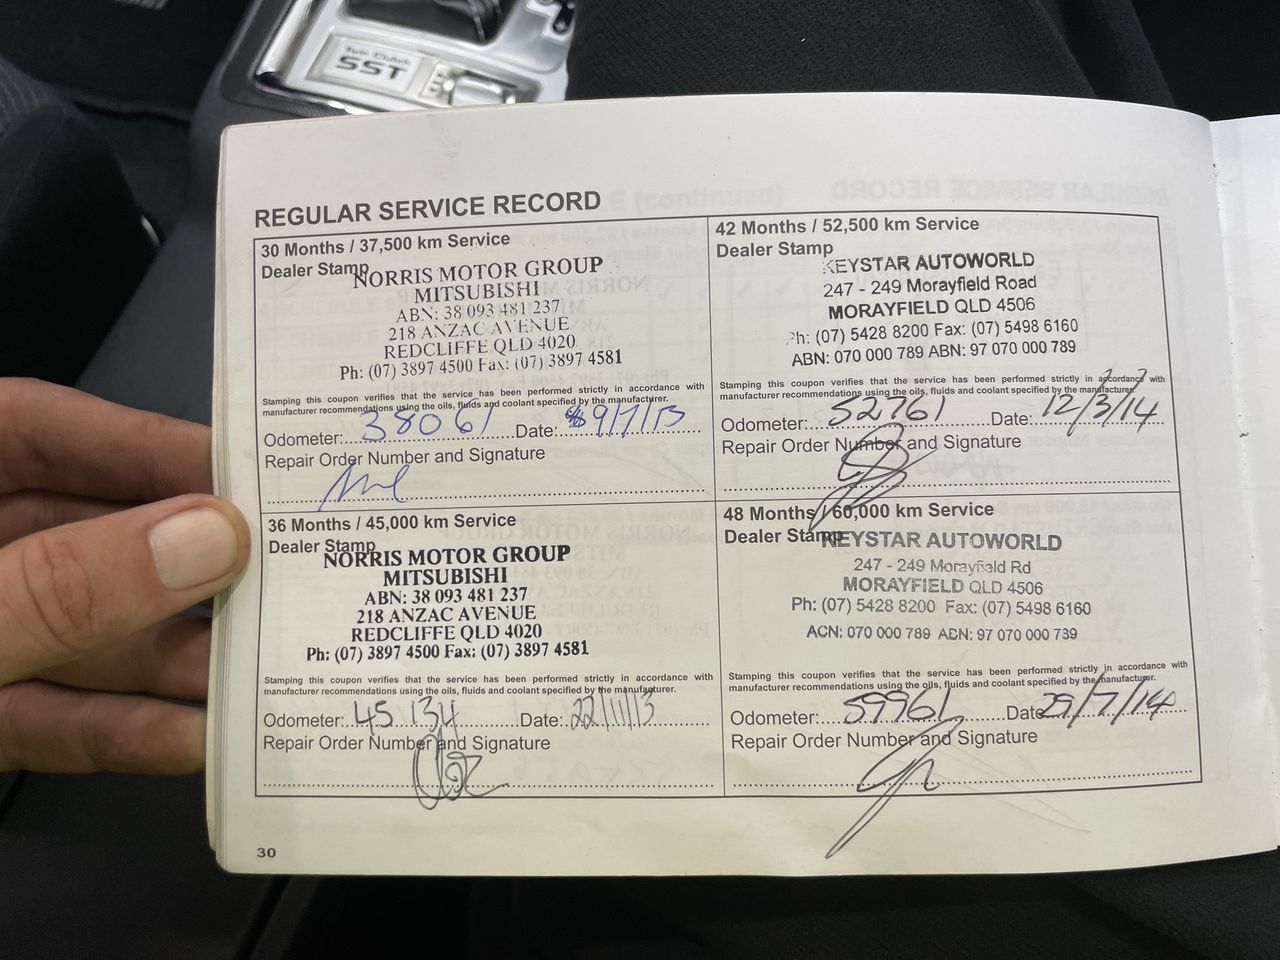 Twin Clutch
SST
REGULAR SERVICE RECORD
30 Months / 37,500 km Service
Dealer Stamp
NORRIS MOTOR GROUP
MITSUBISHI
ABN: 38 093 481 237
218 ANZAC AVENUE
REDCLIFFE QLD 4020
Ph: (07) 3897 4500 Fax: (07) 3897 4581
Stamping this coupon verifies that the service has been performed strictly in accordance with
manufacturer recommendations using the oils, fluids and coolant specified by the manufacturer.
Odometer: 38061 Date: 9/7/13
Repair Order Number and Signature
36 Months / 45,000 km Service
Dealer Stamp
NORRIS MOTOR GROUP
MITSUBISHI
ABN: 38 093 481 237
218 ANZAC AVENUE
REDCLIFFE QLD 4020
Ph: (07) 3897 4500 Fax: (07) 3897 4581
Stamping this coupon verifies that the service has been performed strictly in accordance with
manufacturer recommendations using the oils, fluids and coolant specified by the manufacturer.
Odometer: 45134 Date: 22/11/13
Repair Order Number and Signature
42 Months / 52,500 km Service
Dealer Stamp
KEYSTAR AUTOWORLD
247 - 249 Morayfield Road
MORAYFIELD QLD 4506
Ph: (07) 5428 8200 Fax: (07) 5498 6160
ABN: 070 000 789 ABN: 97 070 000 789
Stamping this coupon verifies that the service has been performed strictly in accordance with
manufacturer recommendations using the oils, fluids and coolant specified by the manufacturer.
Odometer: 52761 Date: 12/3/14
Repair Order Number and Signature
48 Months / 60,000 km Service
Dealer Stamp
KEYSTAR AUTOWORLD
247 - 249 Morayfield Rd
MORAYFIELD QLD 4506
Ph: (07) 5428 8200 Fax: (07) 5498 6160
ACN: 070 000 789 ABN: 97 070 000 739
Stamping this coupon verifies that the service has been performed strictly in accordance with
manufacturer recommendations using the oils, fluids and coolant specified by the manufacturer.
Odometer: 59961 Date 29/7/14
Repair Order Number and Signature
30